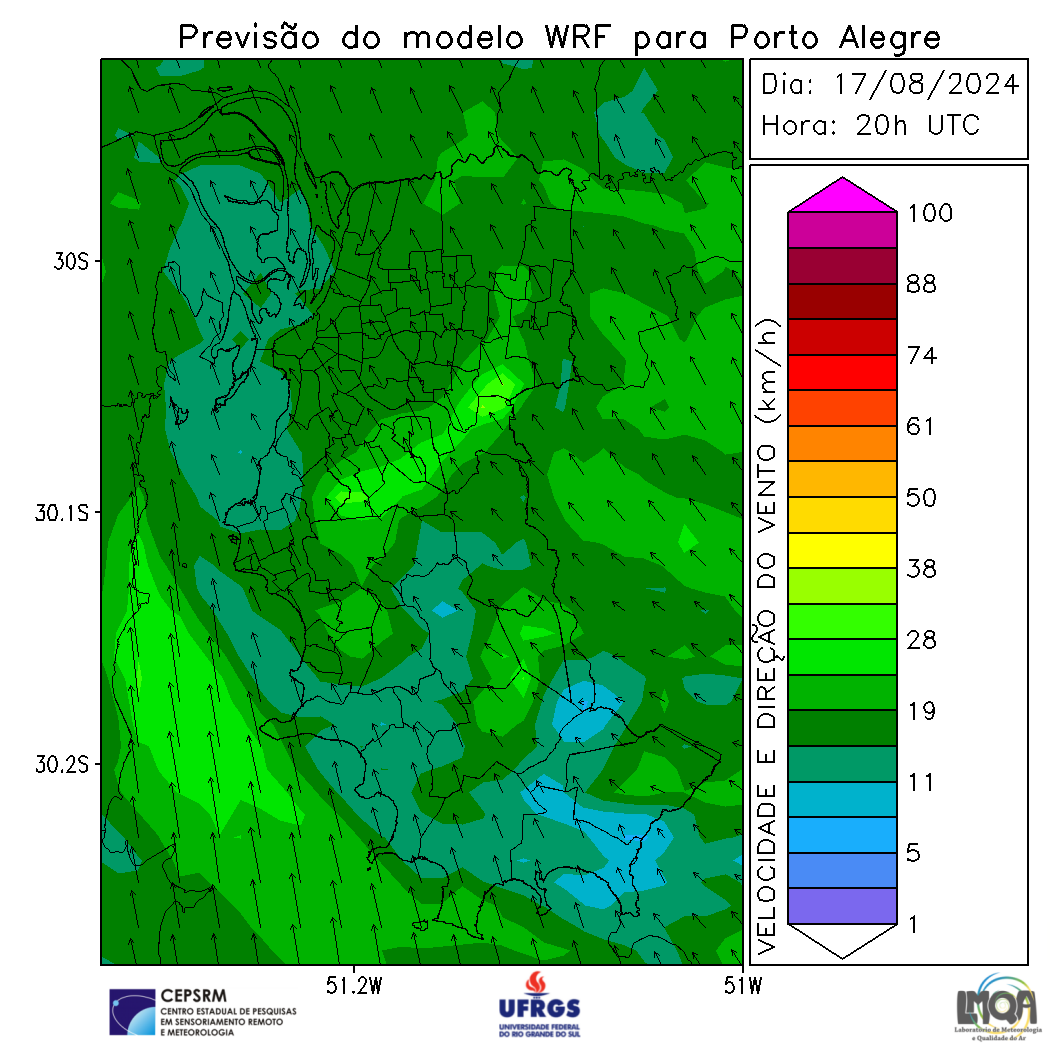 Previsão do modelo WRF para Porto Alegre
Dia: 17/08/2024
Hora: 20h UTC
30S
30.1S
30.2S
51.2W
51W
VELOCIDADE E DIREÇÃO DO VENTO (km/h)
100
88
74
61
50
38
28
19
11
5
1
CEPSRM
CENTRO ESTADUAL DE PESQUISAS
EM SENSORIAMENTO REMOTO
E METEOROLOGIA
UFRGS
UNIVERSIDADE FEDERAL
DO RIO GRANDE DO SUL
LMQA
Laboratório de Meteorologia
e Qualidade do Ar